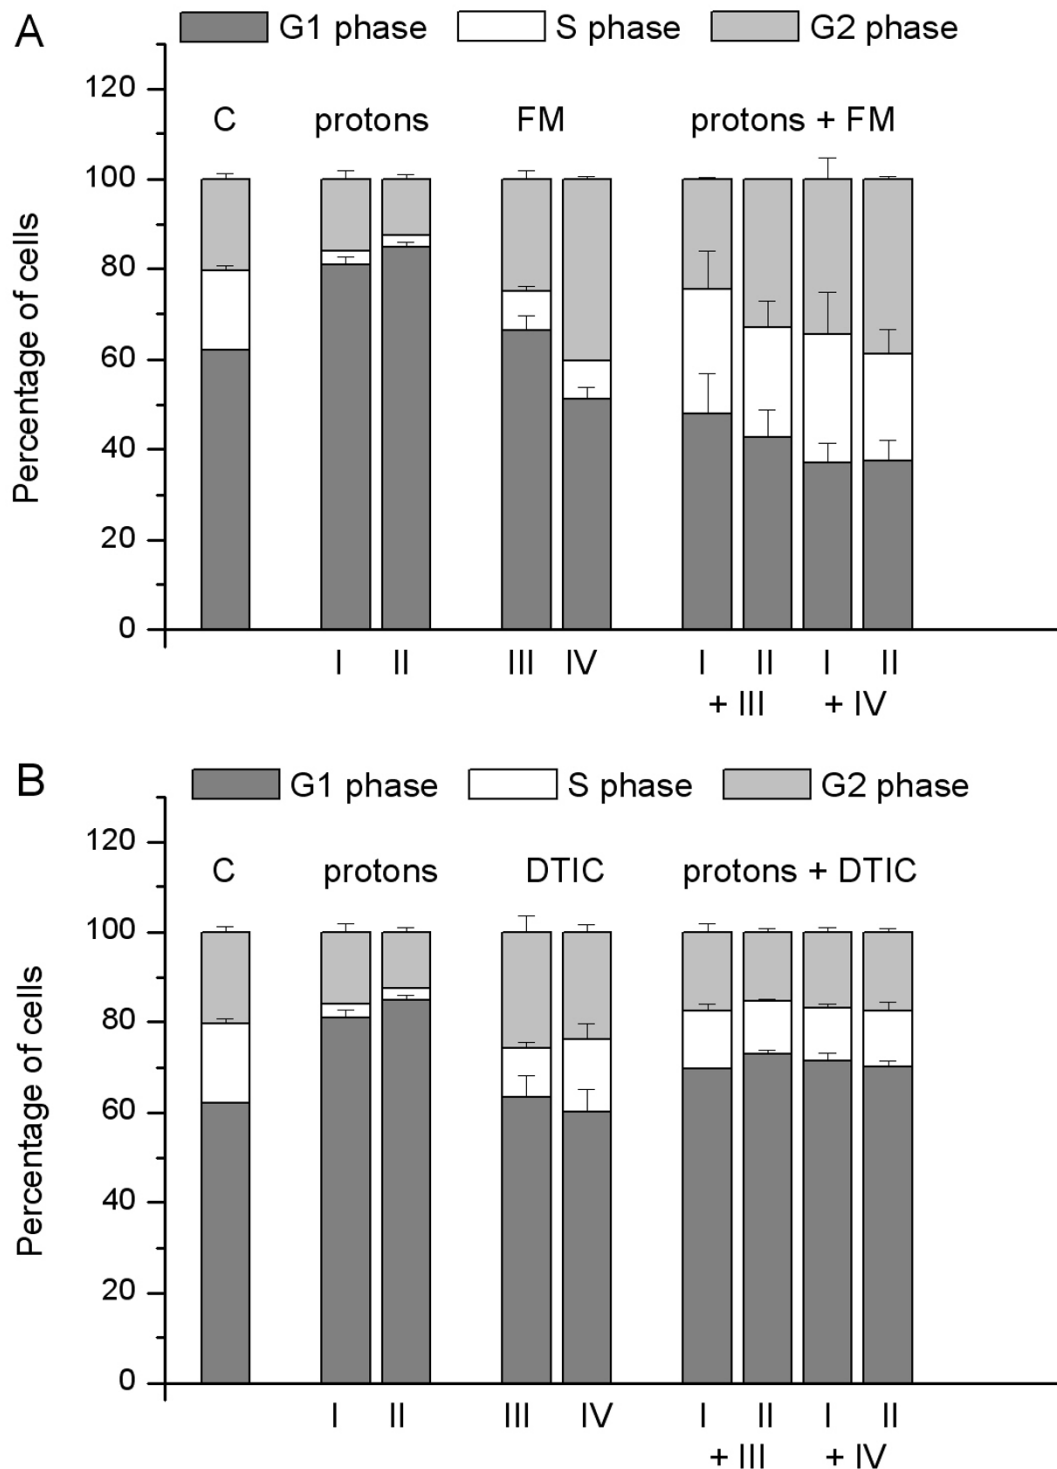 A
G1 phase S phase G2 phase
120
C protons FM protons + FM
100
80
60
40
20
0
Percentage of cells
I II III IV I II I II
+ III + IV
B
G1 phase S phase G2 phase
120
C protons DTIC protons + DTIC
100
80
60
40
20
0
Percentage of cells
I II III IV I II I II
+ III + IV